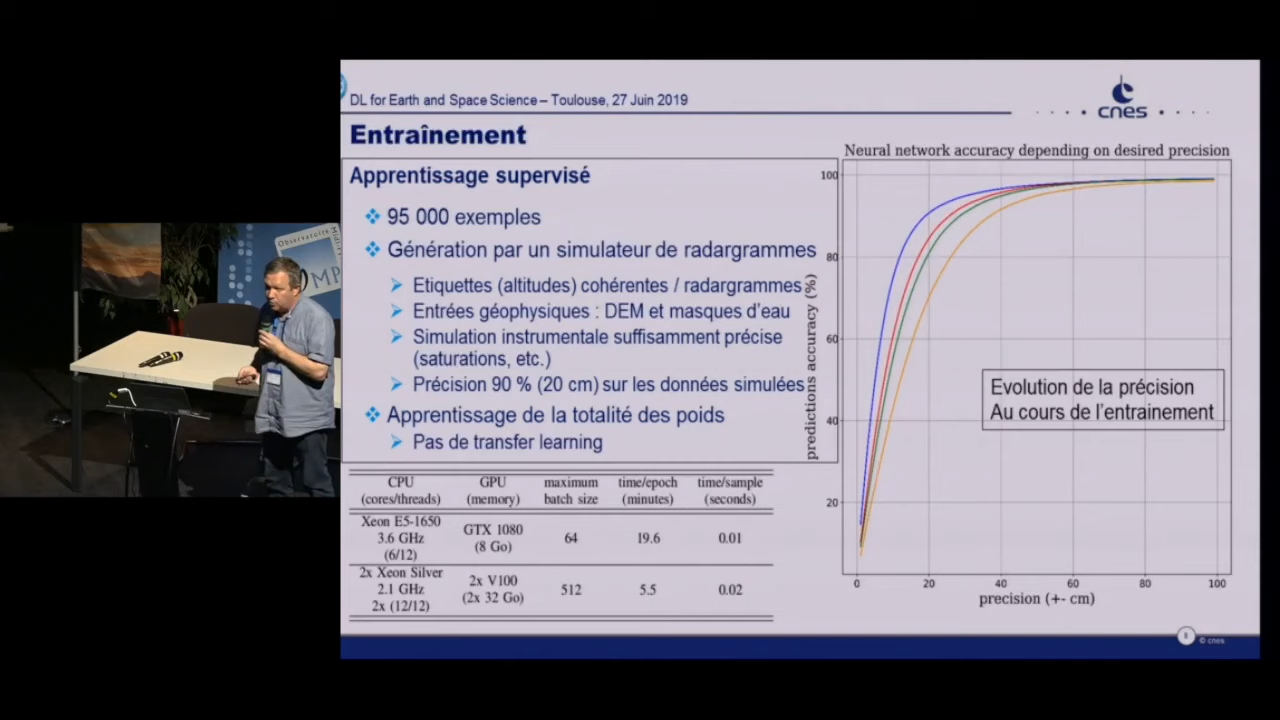 DL for Earth and Space Science – Toulouse, 27 Juin 2019
cnes
Entraînement
Apprentissage supervisé
95 000 exemples
Génération par un simulateur de radargrammes
Etiquettes (altitudes) cohérentes / radargrammes
Entrées géophysiques : DEM et masques d'eau
Simulation instrumentale suffisamment précise
(saturations, etc.)
Précision 90 % (20 cm) sur les données simulées
Apprentissage de la totalité des poids
Pas de transfer learning
CPU GPU maximum time/epoch time/sample
(cores/threads) (memory) batch size (minutes) (seconds)
Xeon E5-1650
3.6 GHz
(6/12)
GTX 1080
(8 Go)
64
19.6
0.01
2x Xeon Silver
2.1 GHz
2x (12/12)
2x V100
(2x 32 Go)
512
5.5
0.02
Neural network accuracy depending on desired precision
predictions accuracy (%)
100
80
60
40
20
Evolution de la précision
Au cours de l'entrainement
0 20 40 60 80 100
precision (+- cm)
8
© cnes
Observatoire
OMP